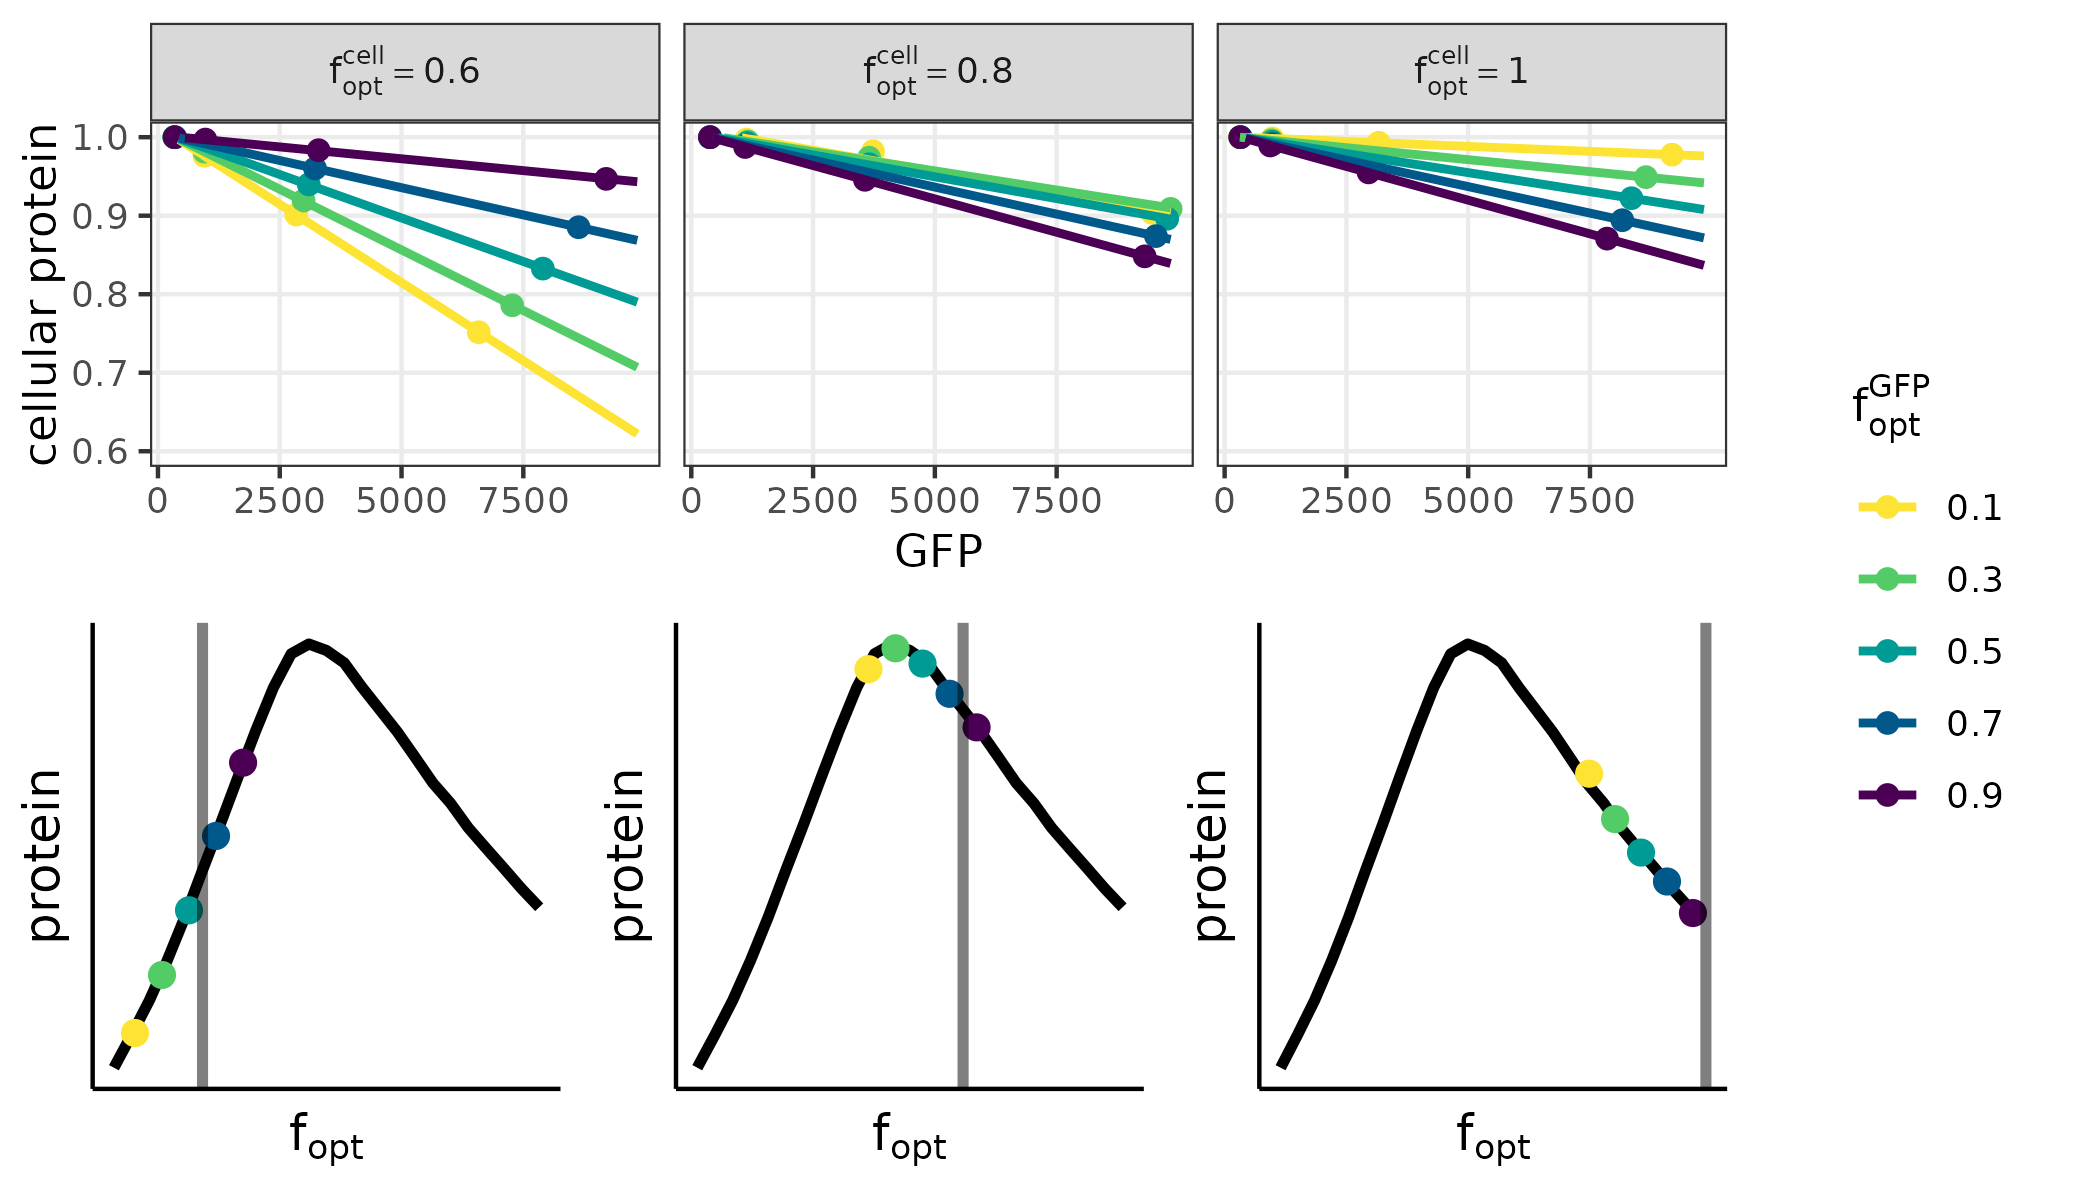 f_opt^cell = 0.6
f_opt^cell = 0.8
f_opt^cell = 1
cellular protein
1.0
0.9
0.8
0.7
0.6
0 2500 5000 7500
0 2500 5000 7500
0 2500 5000 7500
GFP
f_opt^GFP
0.1
0.3
0.5
0.7
0.9
protein
f_opt
protein
f_opt
protein
f_opt